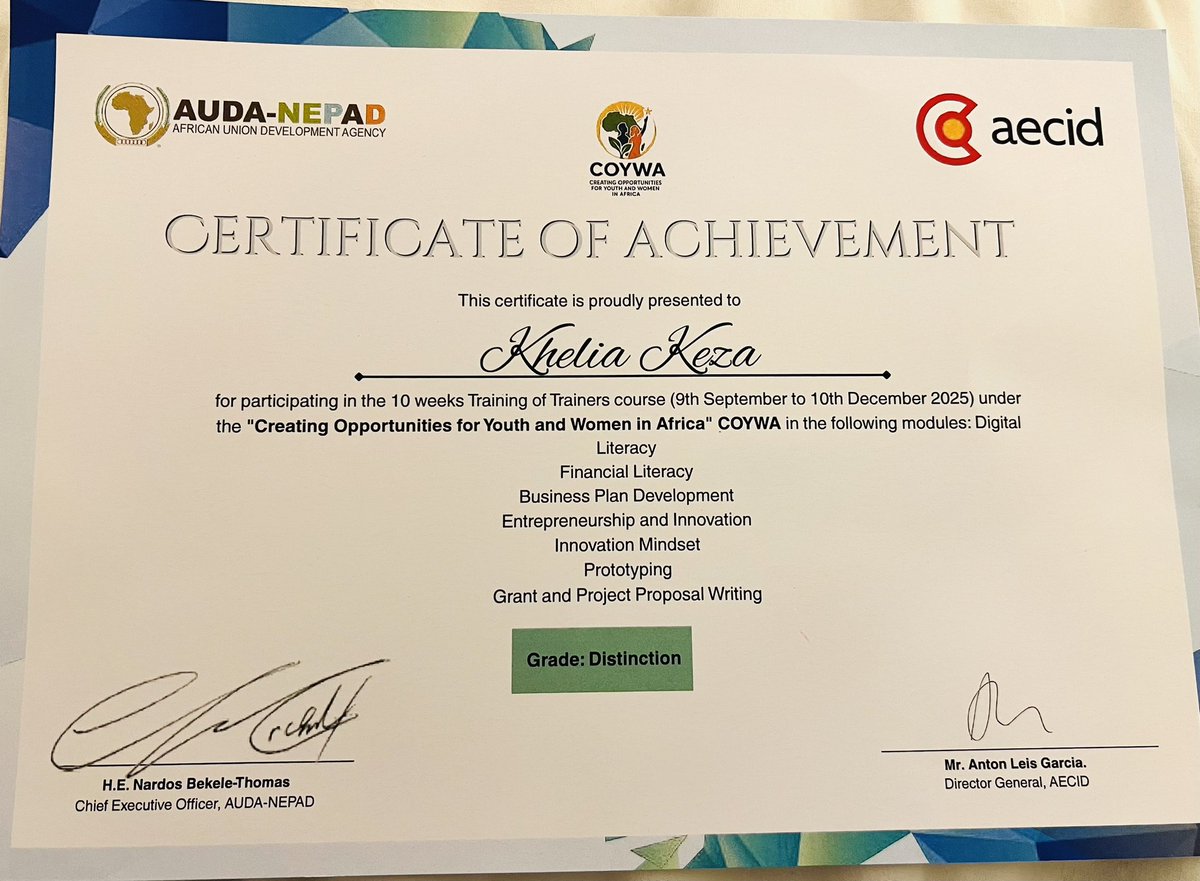 AUDA-NEPAD
AFRICAN UNION DEVELOPMENT AGENCY
COYWA
CREATING OPPORTUNITIES
FOR YOUTH AND WOMEN
IN AFRICA
aecid
CERTIFICATE OF ACHIEVEMENT
This certificate is proudly presented to
Khelia Keza
for participating in the 10 weeks Training of Trainers course (9th September to 10th December 2025) under
the "Creating Opportunities for Youth and Women in Africa" COYWA in the following modules: Digital
Literacy
Financial Literacy
Business Plan Development
Entrepreneurship and Innovation
Innovation Mindset
Prototyping
Grant and Project Proposal Writing
Grade: Distinction
H.E. Nardos Bekele-Thomas
Chief Executive Officer, AUDA-NEPAD
Mr. Anton Leis Garcia.
Director General, AECID